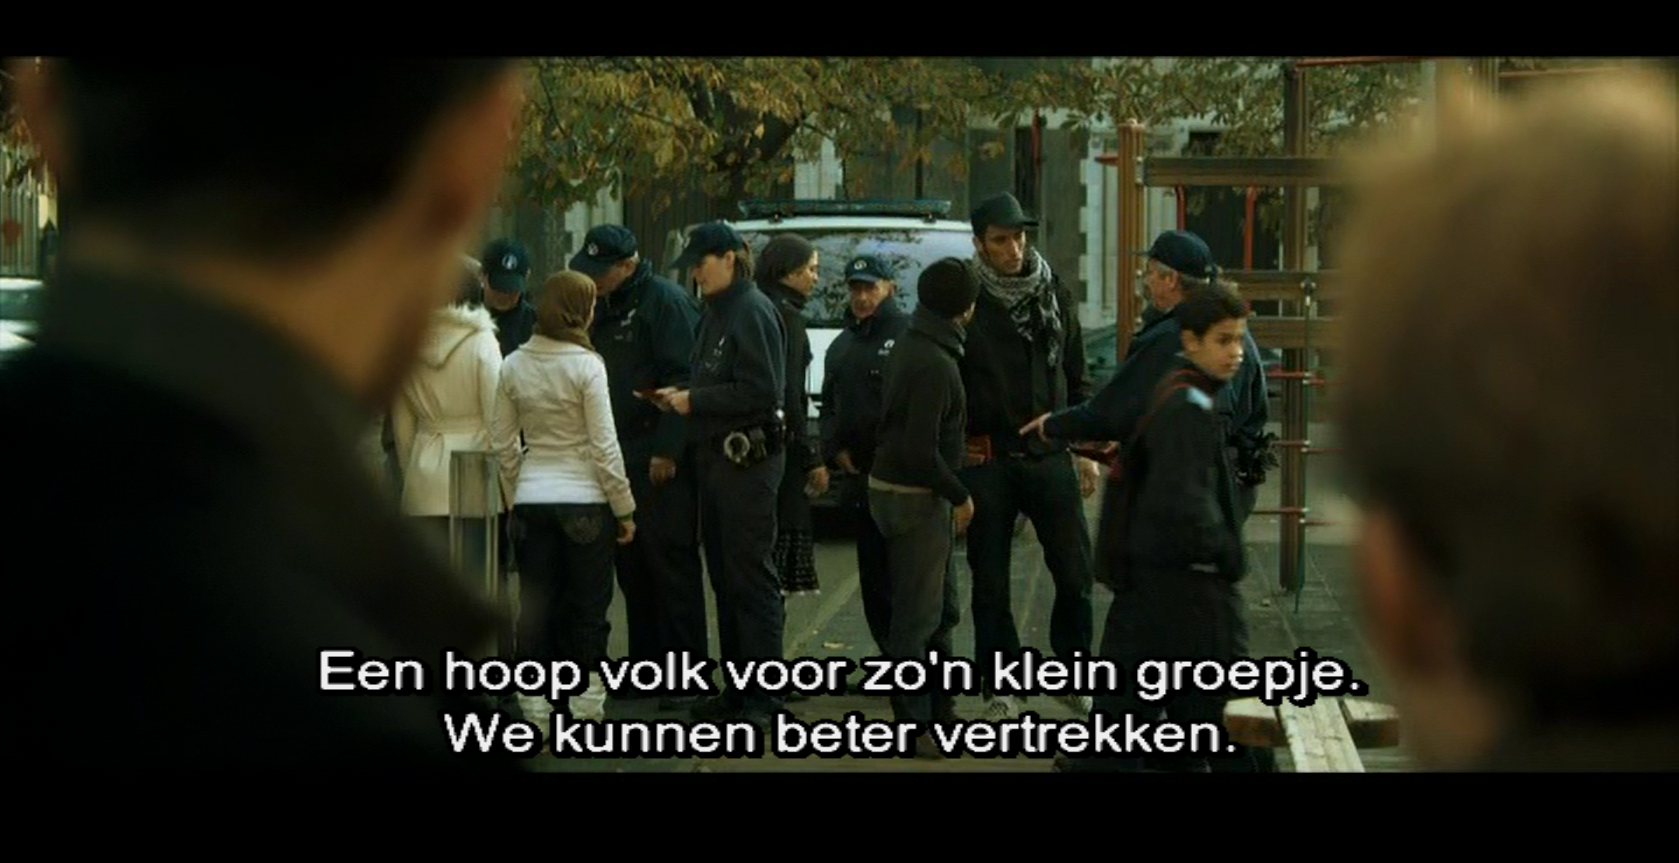 Een hoop volk voor zo'n klein groepje.
We kunnen beter vertrekken.